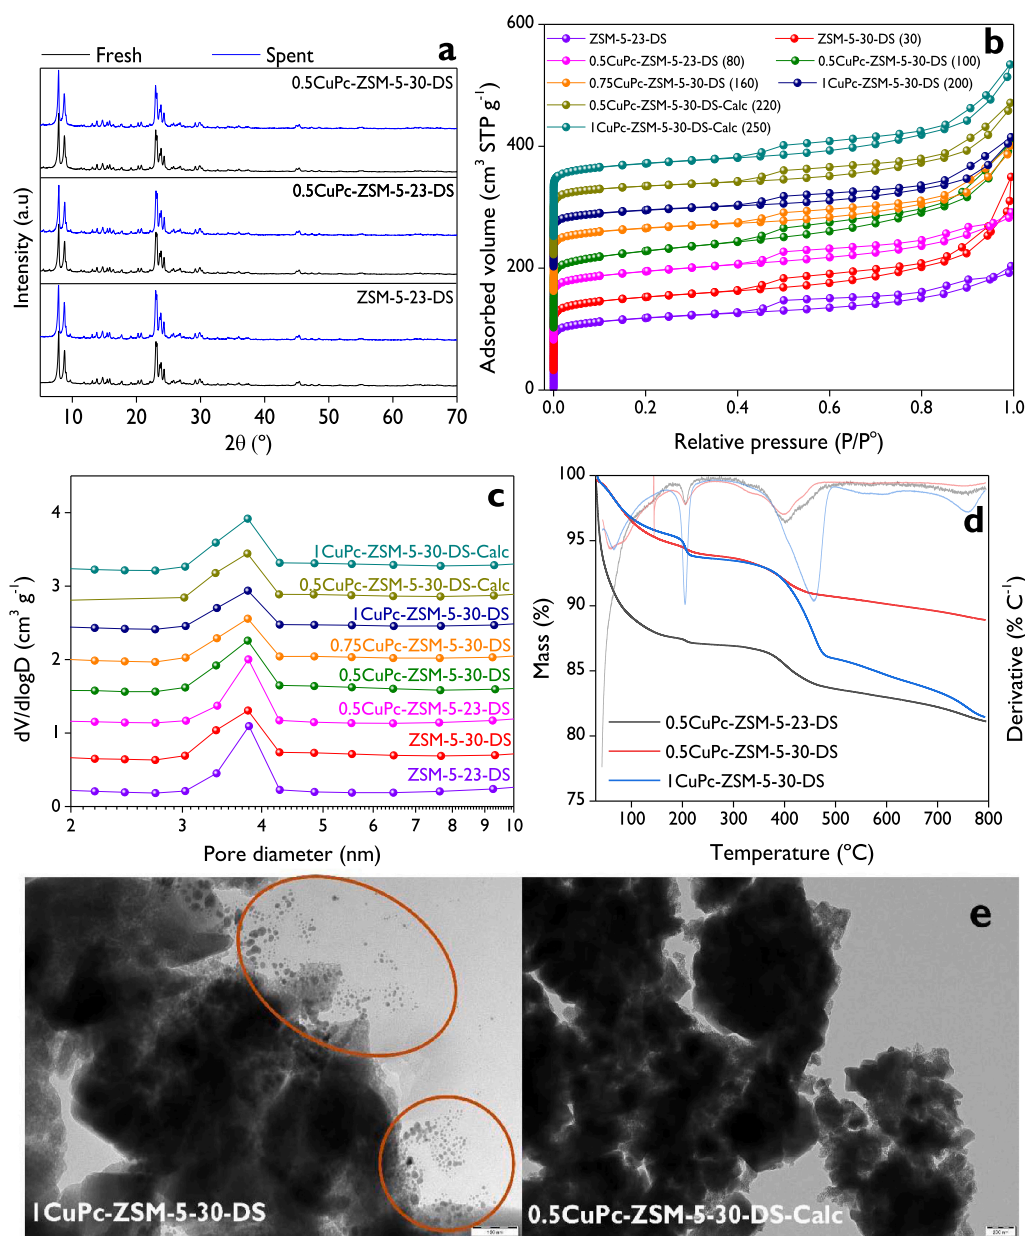 a
Fresh
Spent
0.5CuPc-ZSM-5-30-DS
0.5CuPc-ZSM-5-23-DS
ZSM-5-23-DS
Intensity (a.u)
10 20 30 40 50 60 70
2θ (°)
b
600
400
200
0
Adsorbed volume (cm³ STP g⁻¹)
ZSM-5-23-DS
ZSM-5-30-DS (30)
0.5CuPc-ZSM-5-23-DS (80)
0.5CuPc-ZSM-5-30-DS (100)
0.75CuPc-ZSM-5-30-DS (160)
1CuPc-ZSM-5-30-DS (200)
0.5CuPc-ZSM-5-30-DS-Calc (220)
1CuPc-ZSM-5-30-DS-Calc (250)
0.0 0.2 0.4 0.6 0.8 1.0
Relative pressure (P/P°)
c
4
3
2
1
0
dV/dlogD (cm³ g⁻¹)
1CuPc-ZSM-5-30-DS-Calc
0.5CuPc-ZSM-5-30-DS-Calc
1CuPc-ZSM-5-30-DS
0.75CuPc-ZSM-5-30-DS
0.5CuPc-ZSM-5-30-DS
0.5CuPc-ZSM-5-23-DS
ZSM-5-30-DS
ZSM-5-23-DS
2 3 4 5 6 7 8 9 10
Pore diameter (nm)
d
100
95
90
85
80
75
Mass (%)
Derivative (% C⁻¹)
0.5CuPc-ZSM-5-23-DS
0.5CuPc-ZSM-5-30-DS
1CuPc-ZSM-5-30-DS
100 200 300 400 500 600 700 800
Temperature (ºC)
e
1CuPc-ZSM-5-30-DS
0.5CuPc-ZSM-5-30-DS-Calc